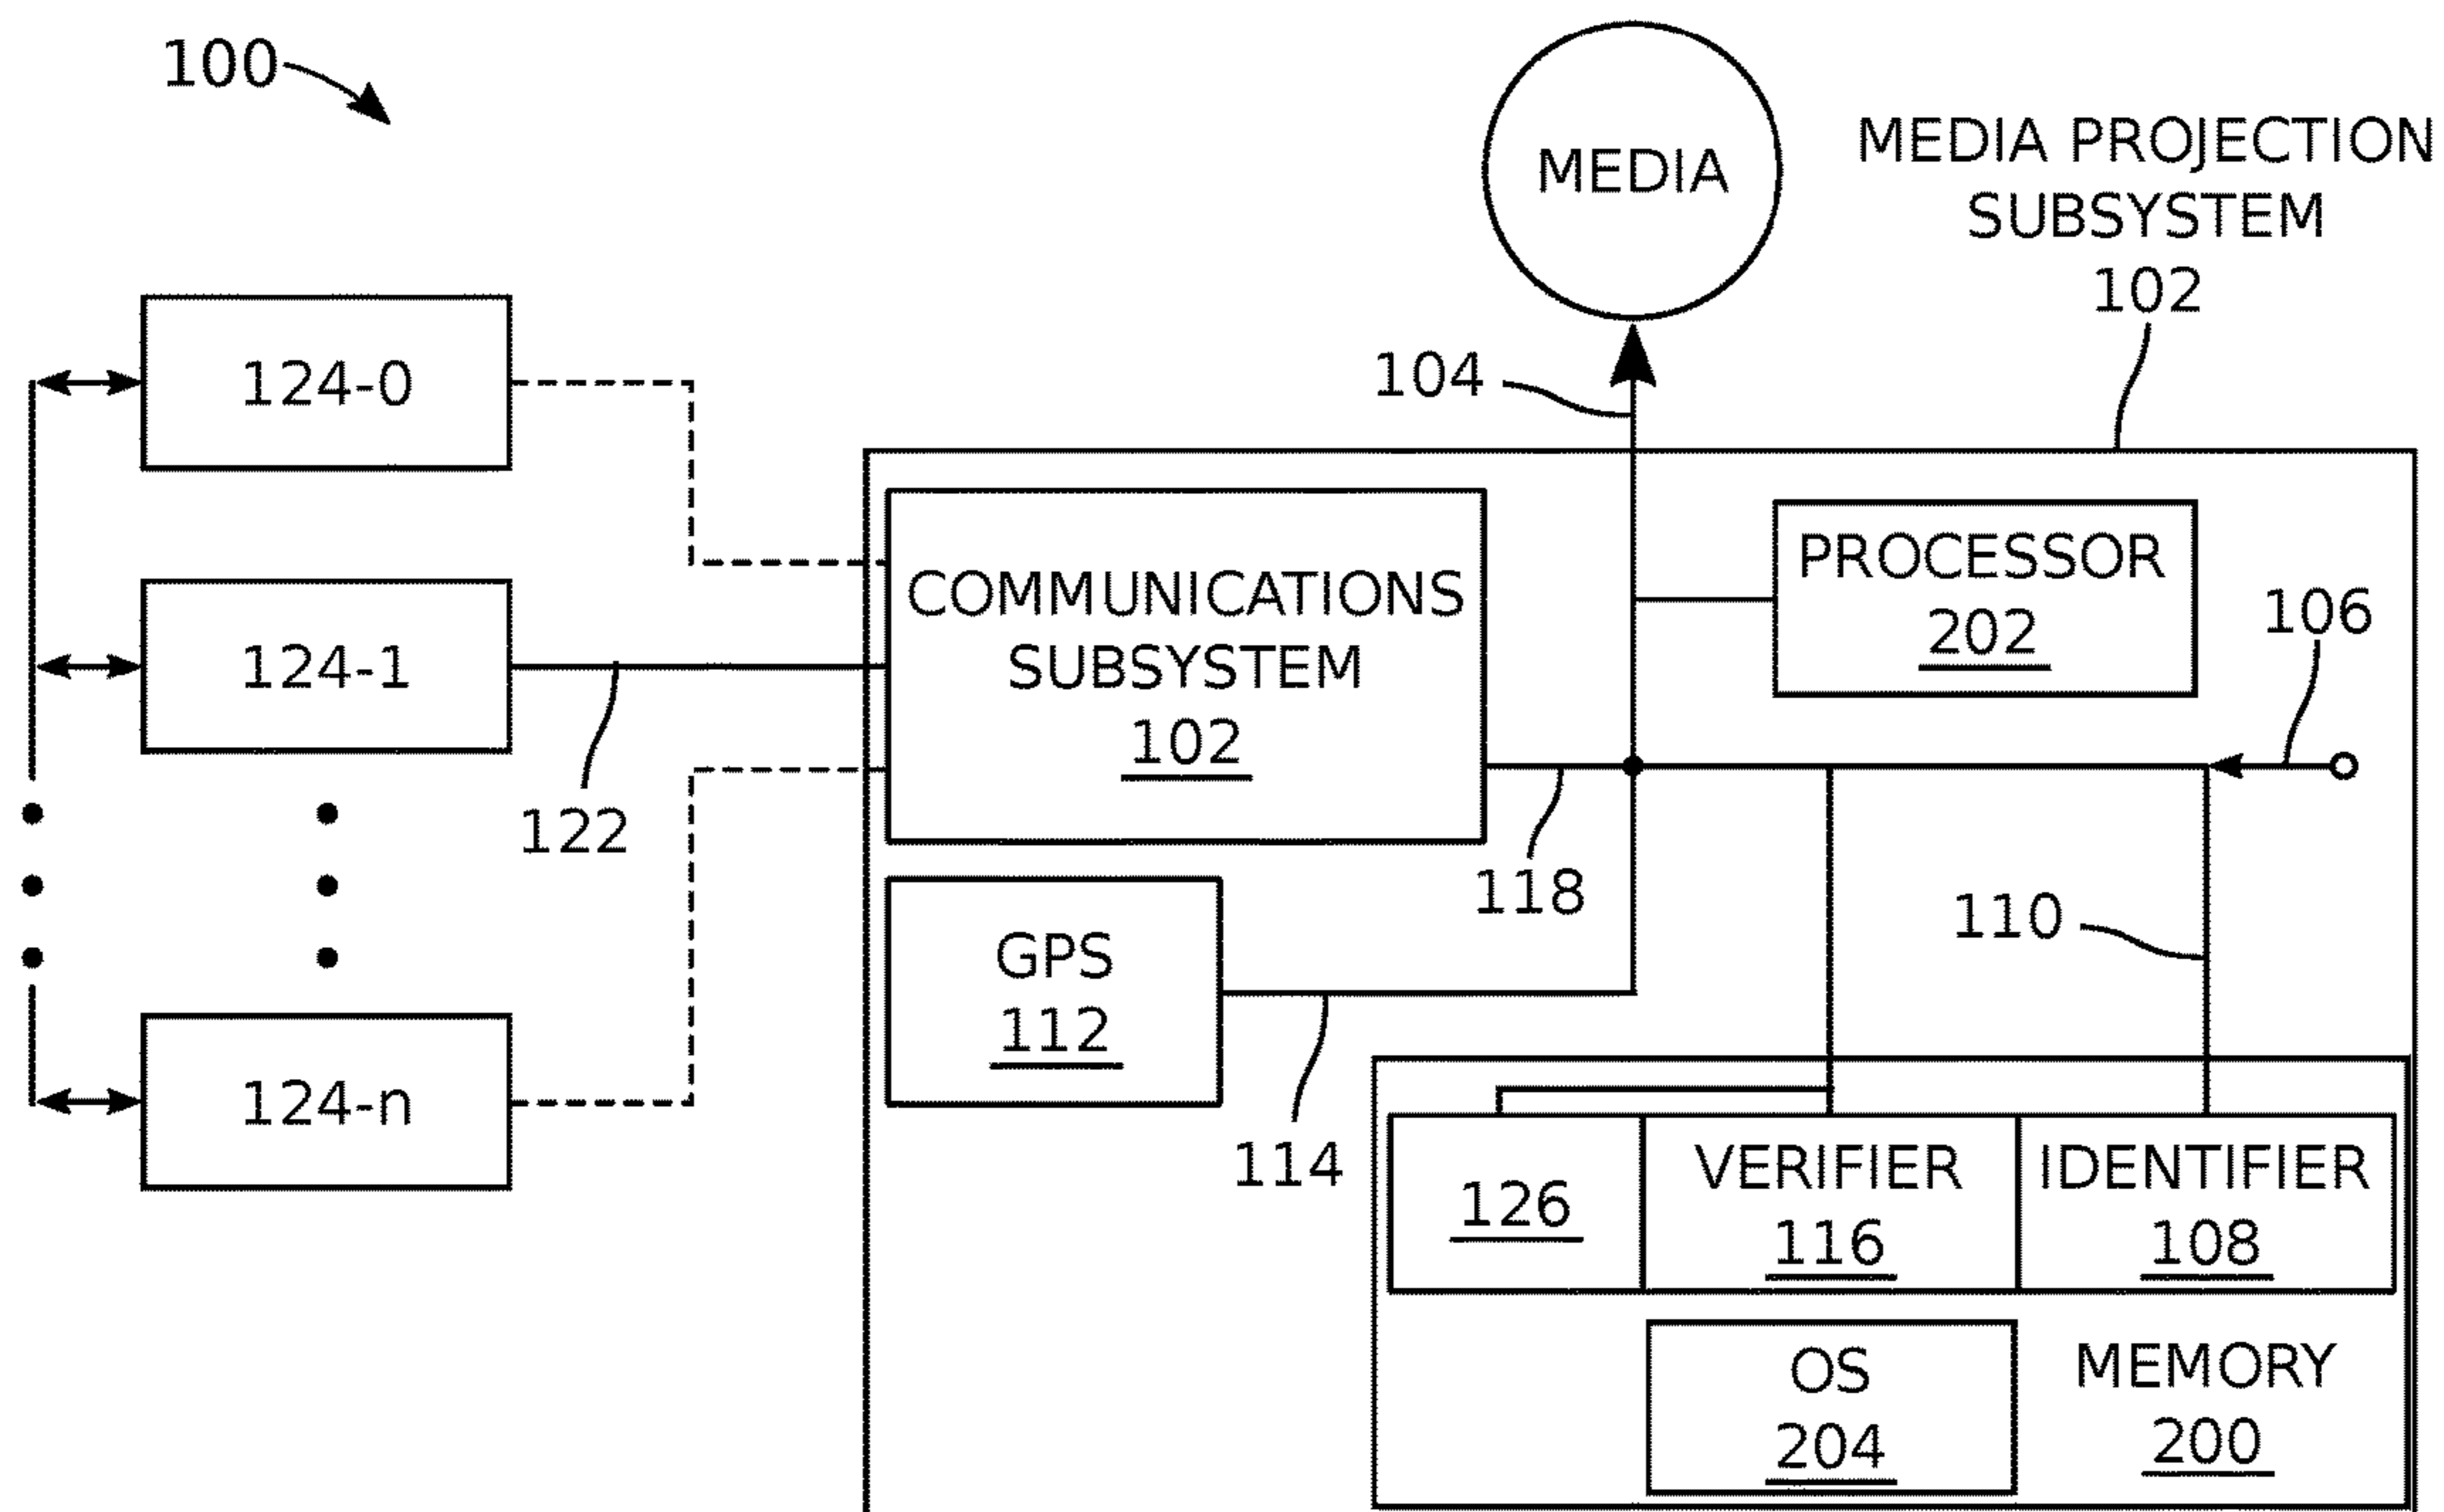 100
MEDIA
MEDIA PROJECTION
SUBSYSTEM
102
104
124-0
COMMUNICATIONS
SUBSYSTEM
102
PROCESSOR
202
106
124-1
122
118
110
GPS
112
114
124-n
126
VERIFIER
116
IDENTIFIER
108
OS
204
MEMORY
200